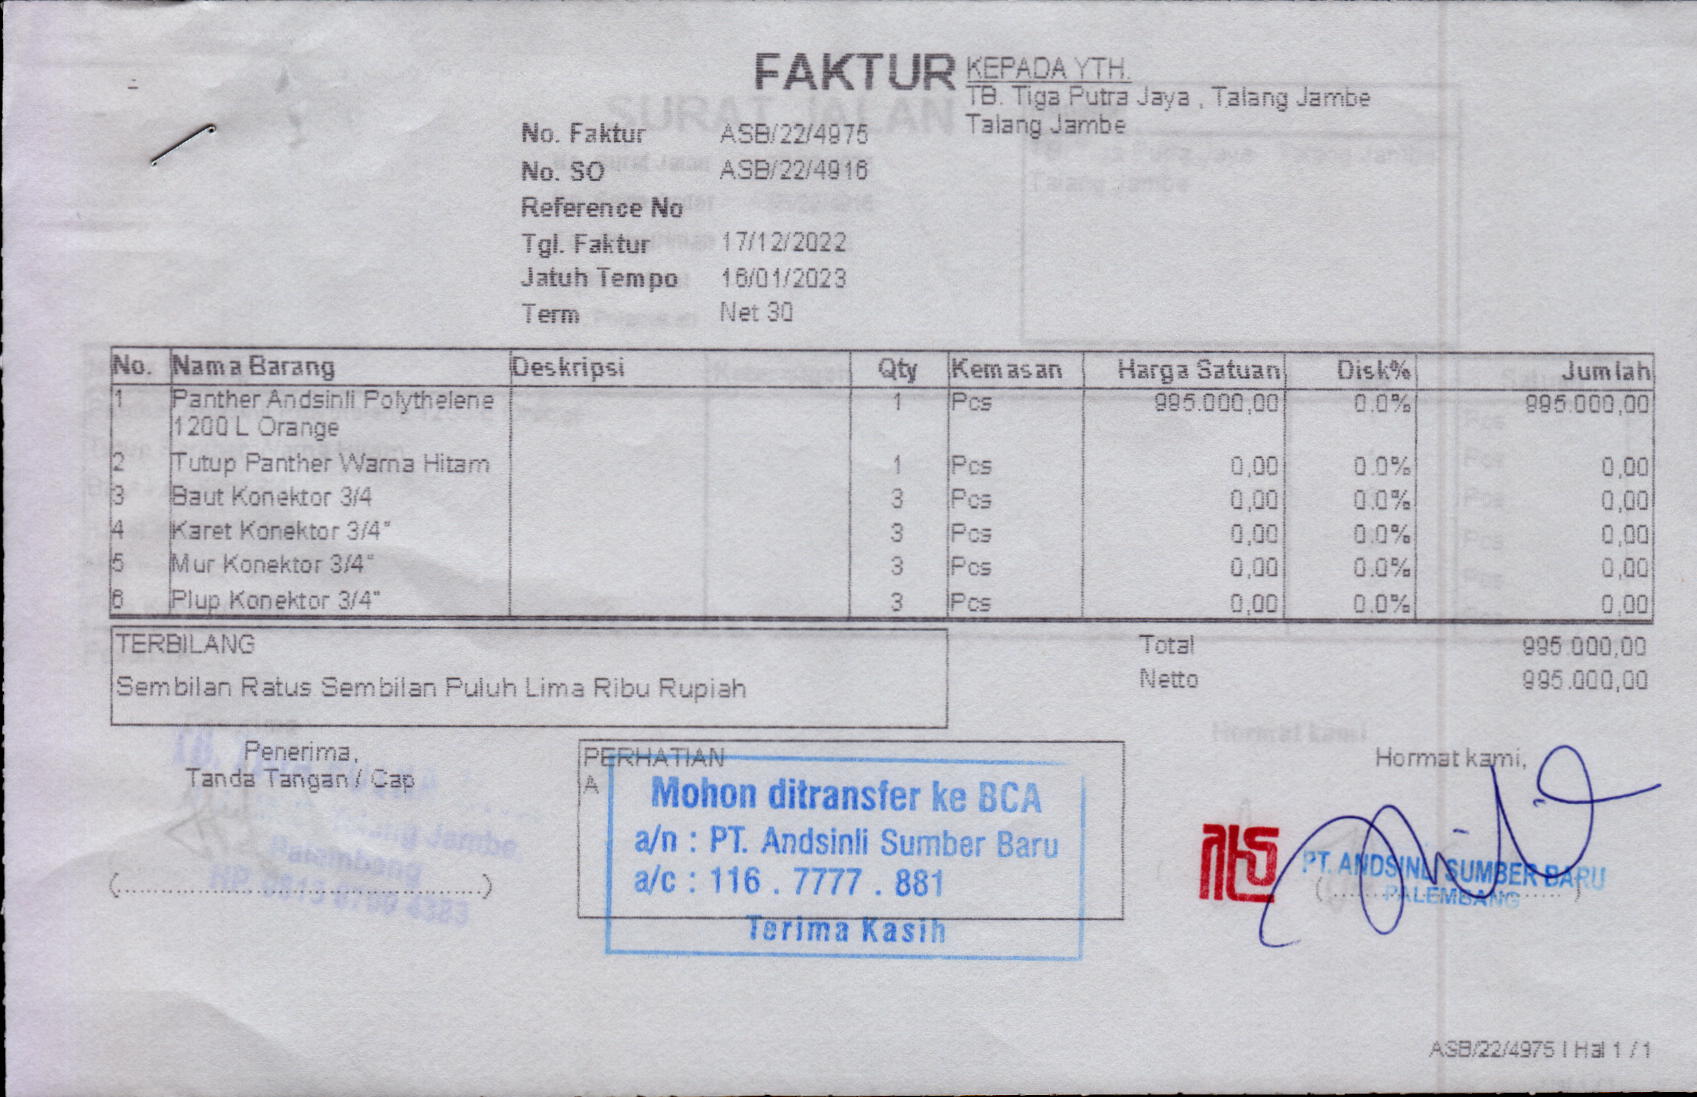 FAKTUR
KEPADA YTH.
TB. Tiga Putra Jaya , Talang Jambe
Talang Jambe
No. Faktur ASB/22/4975
No. SO ASB/22/4916
Reference No
Tgl. Faktur 17/12/2022
Jatuh Tempo 16/01/2023
Term Net 30
No. Nama Barang Deskripsi Qty Kemasan Harga Satuan Disk% Jumlah
1 Panther Andsinli Polythelene 1 Pcs 995.000,00 0.0% 995.000,00
1200 L Orange
2 Tutup Panther Warna Hitam 1 Pcs 0,00 0.0% 0,00
3 Baut Konektor 3/4 3 Pcs 0,00 0.0% 0,00
4 Karet Konektor 3/4" 3 Pcs 0,00 0.0% 0,00
5 Mur Konektor 3/4" 3 Pcs 0,00 0.0% 0,00
6 Plup Konektor 3/4" 3 Pcs 0,00 0.0% 0,00
TERBILANG
Sembilan Ratus Sembilan Puluh Lima Ribu Rupiah
Total 995.000,00
Netto 995.000,00
Penerima,
Tanda Tangan / Cap
(..........................................)
PERHATIAN
A
Mohon ditransfer ke BCA
a/n : PT. Andsinli Sumber Baru
a/c : 116 . 7777 . 881
Terima Kasih
Hormat kami,
PT. ANDSINLI SUMBER BARU
PALEMBANG
ASB/22/4975 | Hal 1 / 1